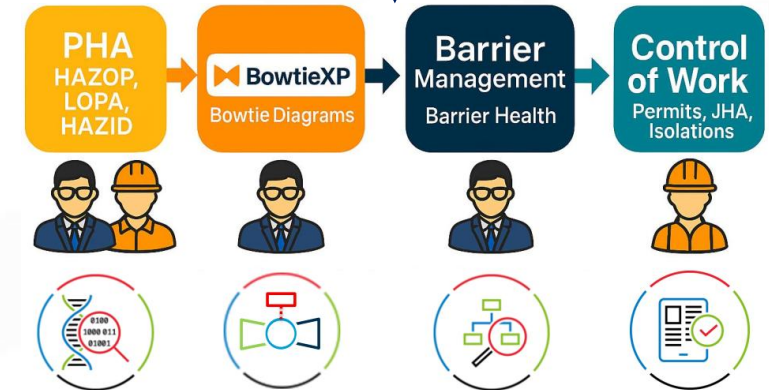 PHA
HAZOP,
LOPA,
HAZID
BowtieXP
Bowtie Diagrams
Barrier
Management
Barrier Health
Control
of Work
Permits, JHA,
Isolations
0100
1000 011
01001